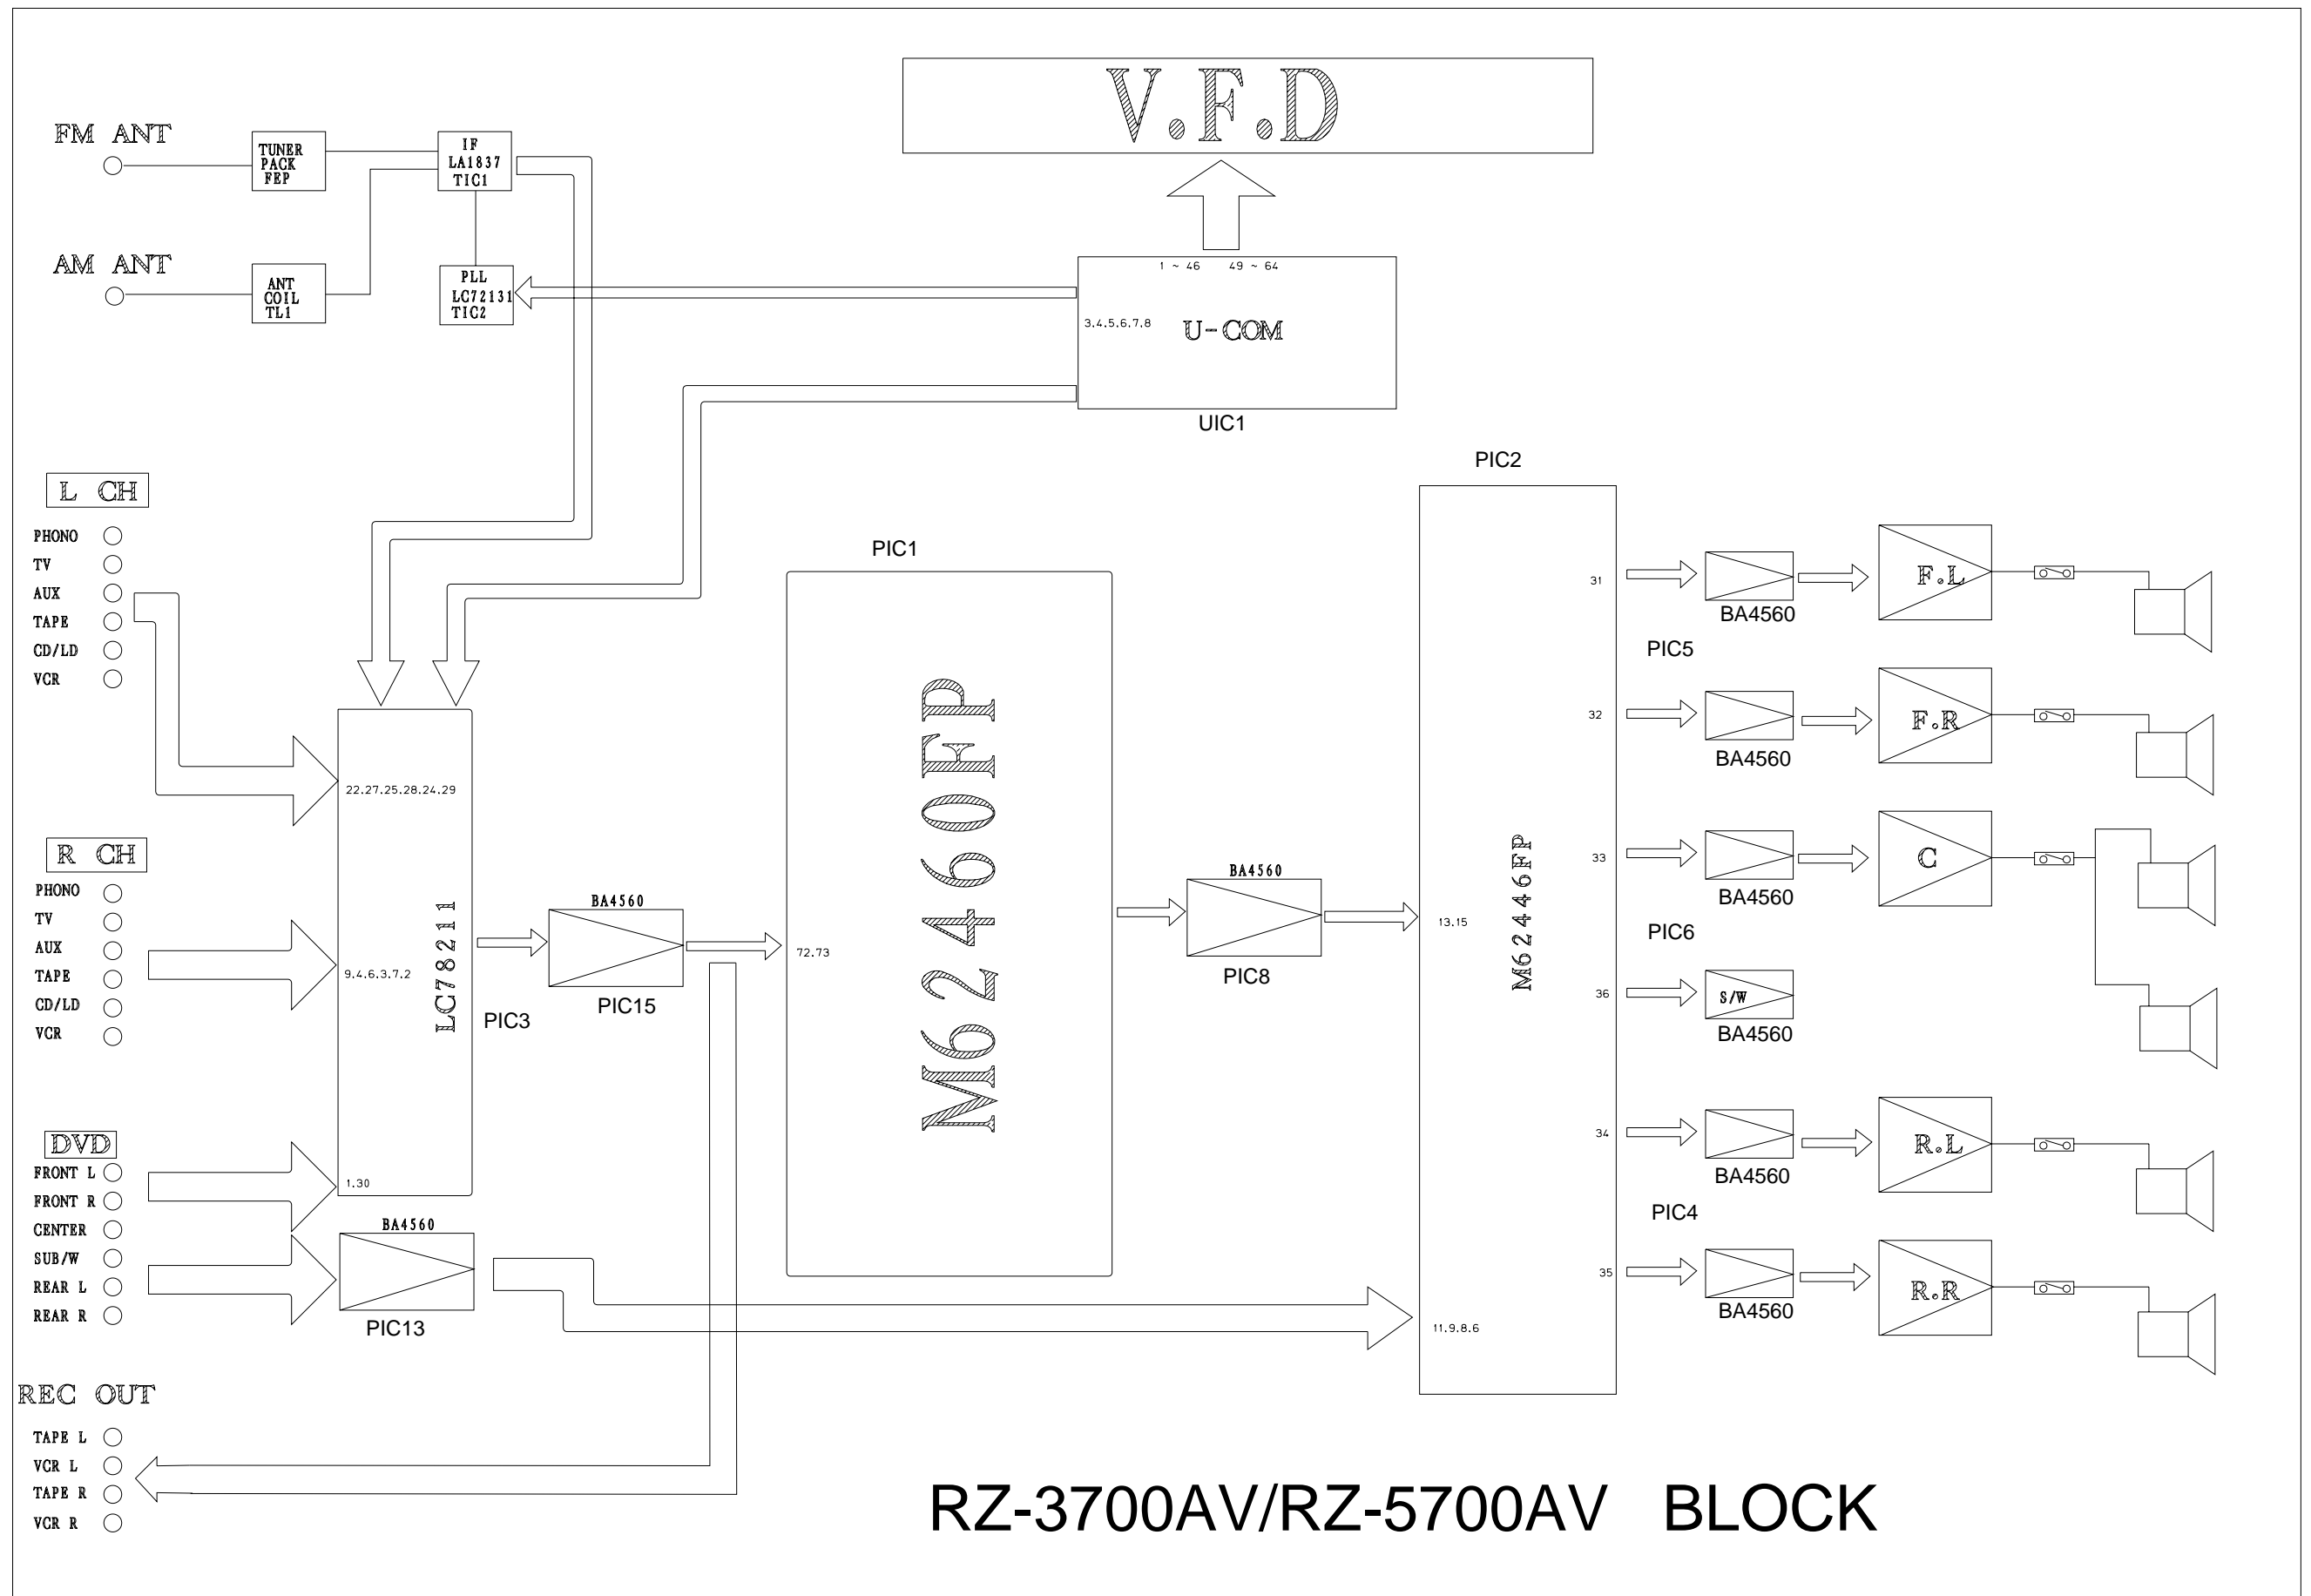 V.F.D
FM ANT
TUNER
PACK
FEP
IF
LA1837
TIC1
AM ANT
ANT
COIL
TL1
PLL
LC72131
TIC2
1 ~ 46 49 ~ 64
3.4.5.6.7.8
U-COM
UIC1
L CH
PHONO
TV
AUX
TAPE
CD/LD
VCR
R CH
PHONO
TV
AUX
TAPE
CD/LD
VCR
DVD
FRONT L
FRONT R
CENTER
SUB/W
REAR L
REAR R
REC OUT
TAPE L
VCR L
TAPE R
VCR R
22.27.25.28.24.29
9.4.6.3.7.2
1.30
LC78211
PIC3
BA4560
PIC13
BA4560
PIC15
PIC1
72.73
M62460FP
BA4560
PIC8
PIC2
13.15
11.9.8.6
M62446FP
31
32
33
36
34
35
BA4560
PIC5
BA4560
BA4560
PIC6
S/W
BA4560
BA4560
PIC4
BA4560
F.L
F.R
C
R.L
R.R
RZ-3700AV/RZ-5700AV BLOCK